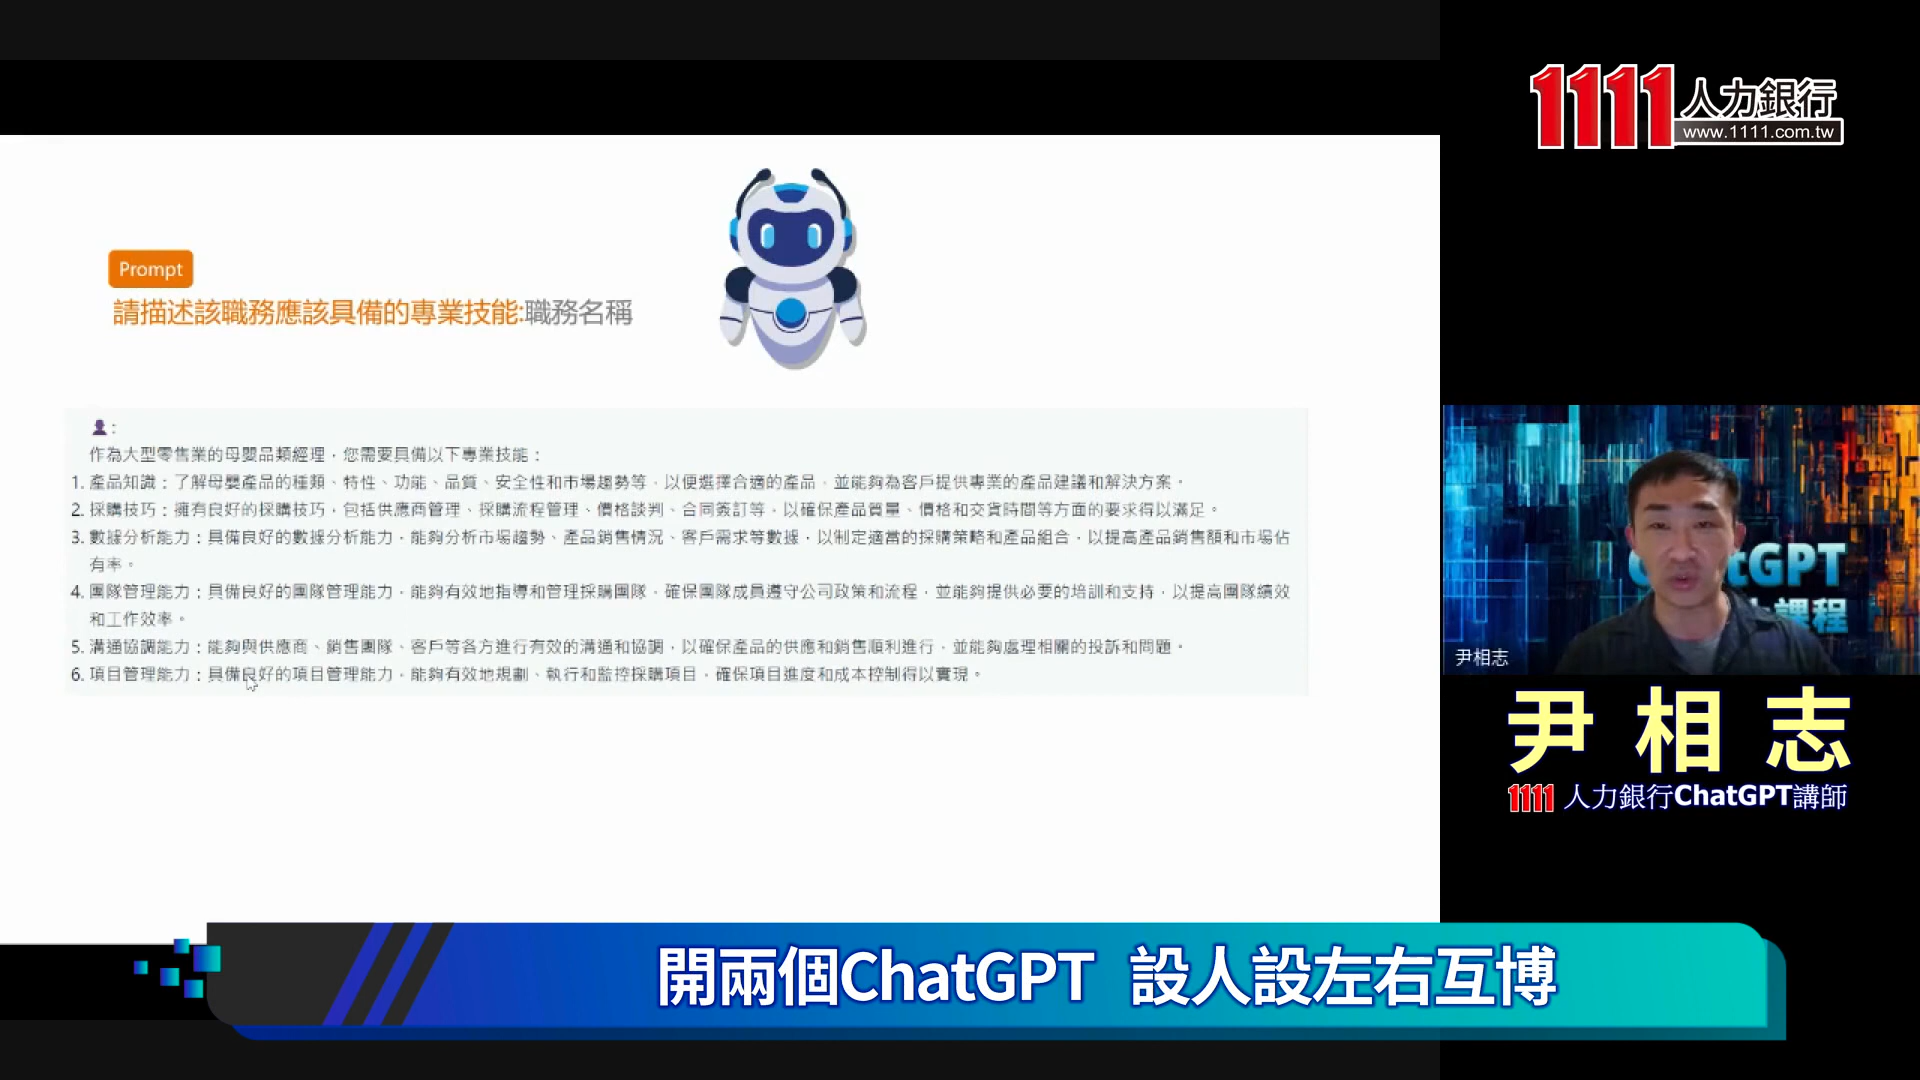 1111人力銀行
www.1111.com.tw
Prompt
請描述該職務應該具備的專業技能:職務名稱
:
作為大型零售業的母嬰品類經理，您需要具備以下專業技能：
1. 產品知識：了解母嬰產品的種類、特性、功能、品質、安全性和市場趨勢等，以便選擇合適的產品，並能夠為客戶提供專業的產品建議和解決方案。
2. 採購技巧：擁有良好的採購技巧，包括供應商管理、採購流程管理、價格談判、合同簽訂等，以確保產品質量、價格和交貨時間等方面的要求得以滿足。
3. 數據分析能力：具備良好的數據分析能力，能夠分析市場趨勢、產品銷售情況、客戶需求等數據，以制定適當的採購策略和產品組合，以提高產品銷售額和市場佔
有率。
4. 團隊管理能力：具備良好的團隊管理能力，能夠有效地指導和管理採購團隊，確保團隊成員遵守公司政策和流程，並能夠提供必要的培訓和支持，以提高團隊績效
和工作效率。
5. 溝通協調能力：能夠與供應商、銷售團隊、客戶等各方進行有效的溝通和協調，以確保產品的供應和銷售順利進行，並能夠處理相關的投訴和問題。
6. 項目管理能力：具備良好的項目管理能力，能夠有效地規劃、執行和監控採購項目，確保項目進度和成本控制得以實現。
尹相志
尹相志
1111 人力銀行ChatGPT講師
開兩個ChatGPT 設人設左右互博